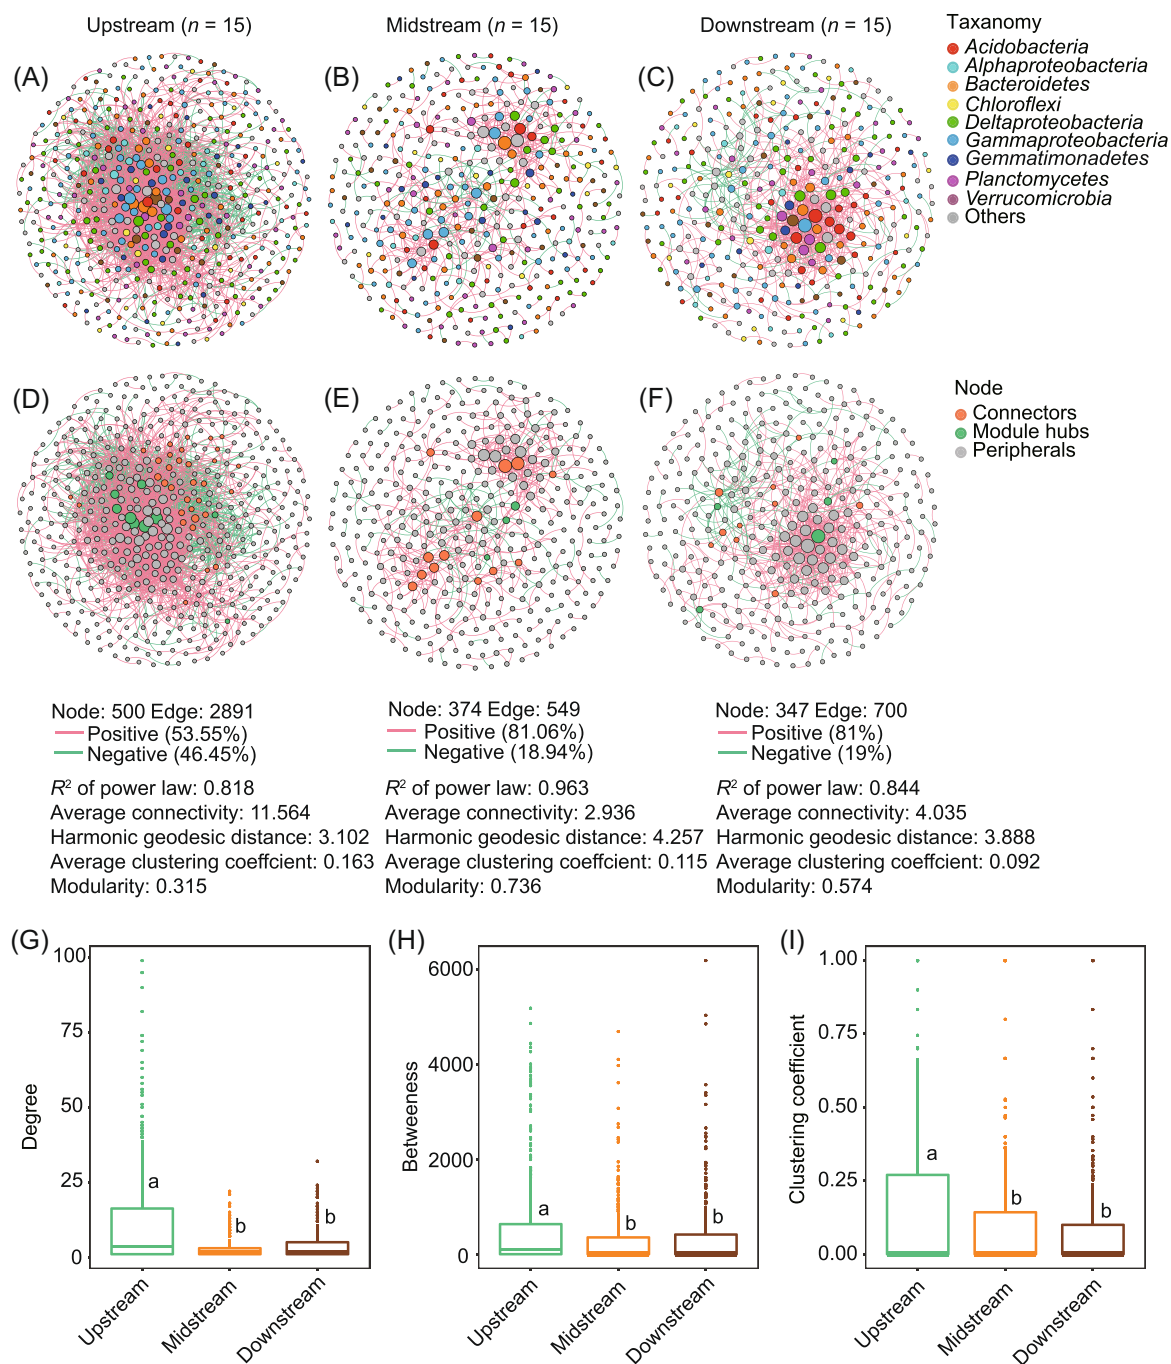 Upstream (n = 15)
Midstream (n = 15)
Downstream (n = 15)
Taxanomy
Acidobacteria
Alphaproteobacteria
Bacteroidetes
Chloroflexi
Deltaproteobacteria
Gammaproteobacteria
Gemmatimonadetes
Planctomycetes
Verrucomicrobia
Others
(A)
(B)
(C)
(D)
(E)
(F)
Node
Connectors
Module hubs
Peripherals
Node: 500 Edge: 2891
Positive (53.55%)
Negative (46.45%)
R² of power law: 0.818
Average connectivity: 11.564
Harmonic geodesic distance: 3.102
Average clustering coeffcient: 0.163
Modularity: 0.315
Node: 374 Edge: 549
Positive (81.06%)
Negative (18.94%)
R² of power law: 0.963
Average connectivity: 2.936
Harmonic geodesic distance: 4.257
Average clustering coeffcient: 0.115
Modularity: 0.736
Node: 347 Edge: 700
Positive (81%)
Negative (19%)
R² of power law: 0.844
Average connectivity: 4.035
Harmonic geodesic distance: 3.888
Average clustering coeffcient: 0.092
Modularity: 0.574
(G)
Degree
100
75
50
25
0
a
b
b
Upstream
Midstream
Downstream
(H)
Betweeness
6000
4000
2000
0
a
b
b
Upstream
Midstream
Downstream
(I)
Clustering coefficient
1.00
0.75
0.50
0.25
0.00
a
b
b
Upstream
Midstream
Downstream